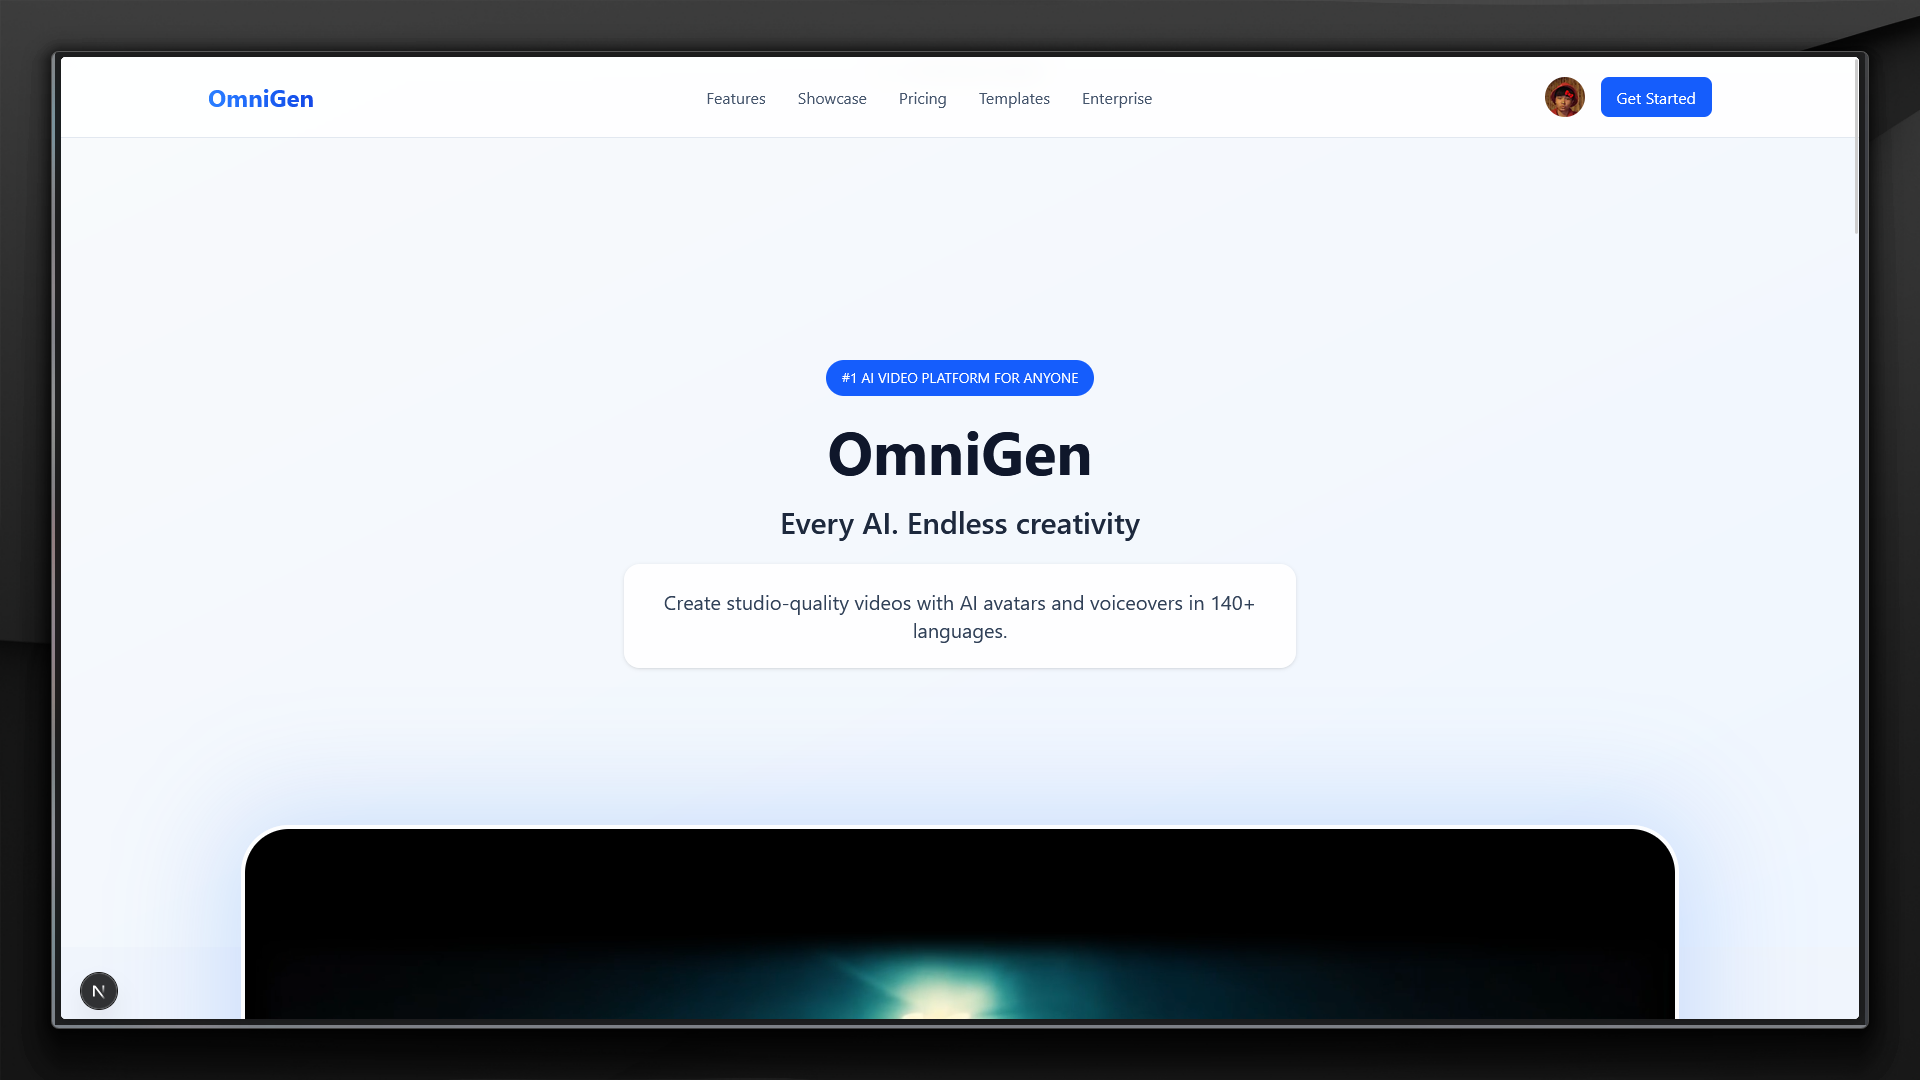 OmniGen
Features
Showcase
Pricing
Templates
Enterprise
Get Started
#1 AI VIDEO PLATFORM FOR ANYONE
OmniGen
Every AI. Endless creativity
Create studio-quality videos with AI avatars and voiceovers in 140+
languages.
N